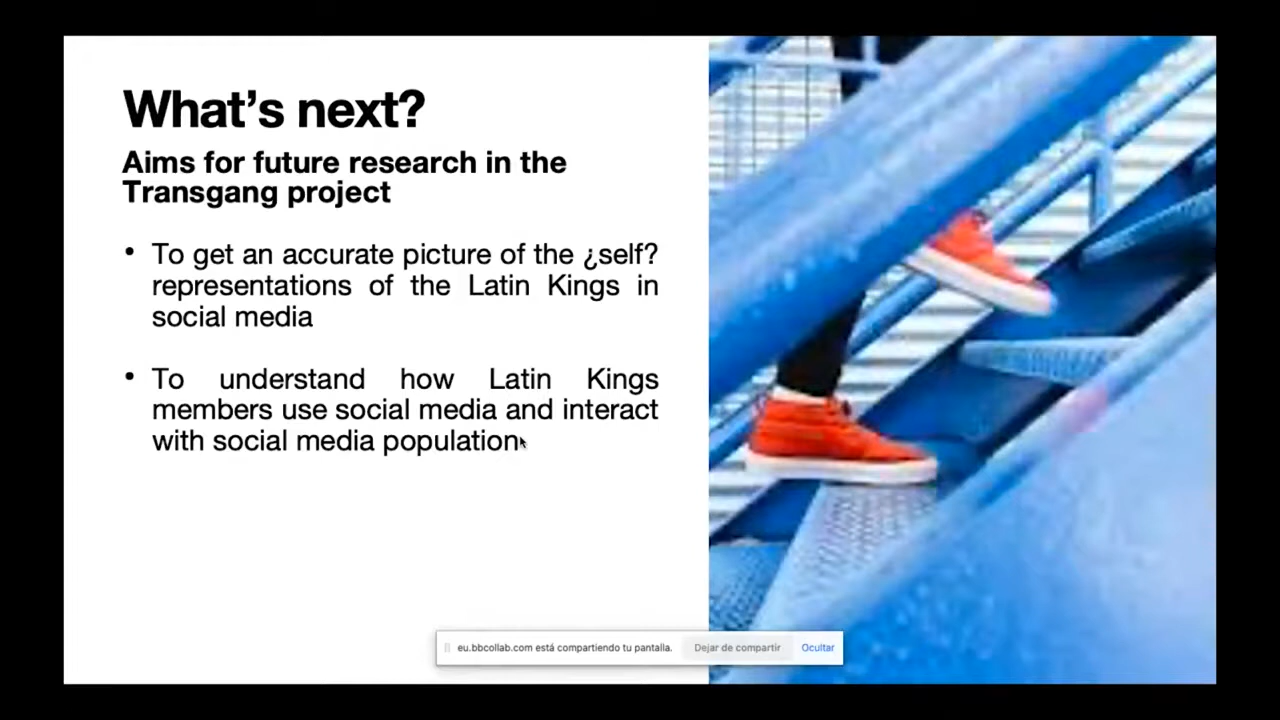 What's next?
Aims for future research in the
Transgang project
• To get an accurate picture of the ¿self?
representations of the Latin Kings in
social media
• To understand how Latin Kings
members use social media and interact
with social media population
eu.bbcollab.com está compartiendo tu pantalla.
Dejar de compartir
Ocultar